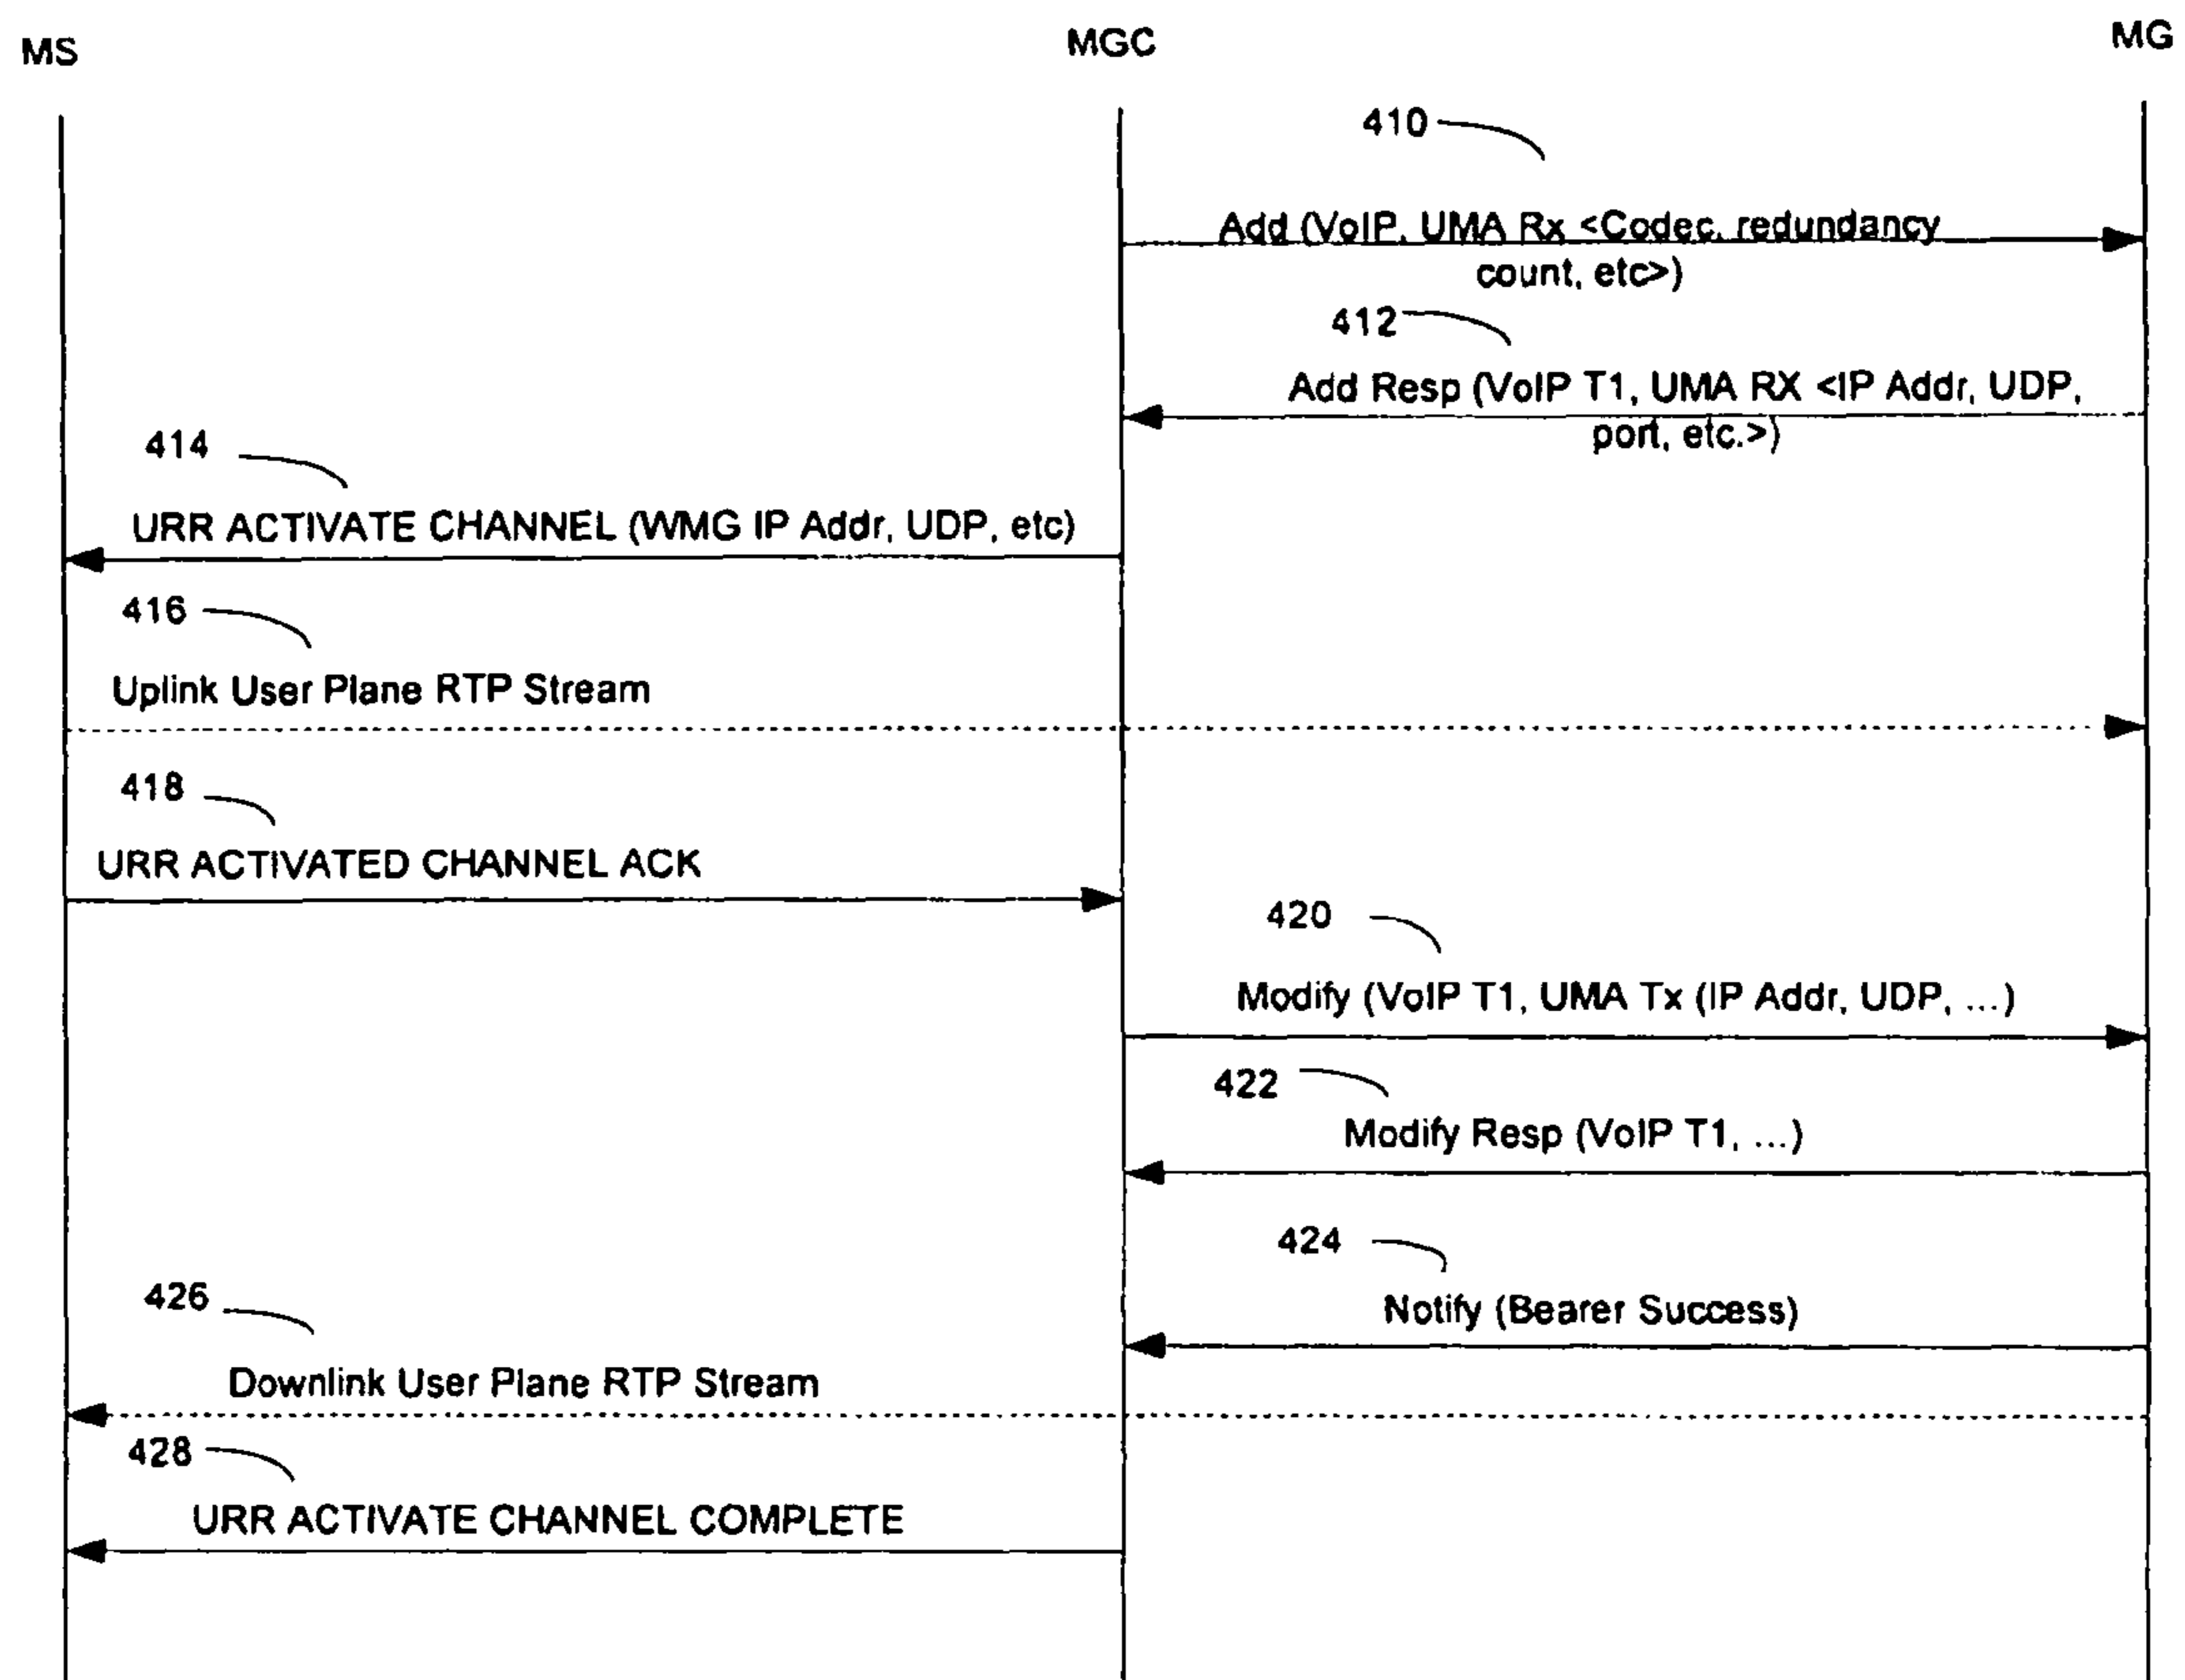 MS
MGC
MG
410
Add (VoIP, UMA Rx <Codec, redundancy
count, etc>)
412
Add Resp (VoIP T1, UMA RX <IP Addr, UDP,
port, etc.>)
414
URR ACTIVATE CHANNEL (WMG IP Addr, UDP, etc)
416
Uplink User Plane RTP Stream
418
URR ACTIVATED CHANNEL ACK
420
Modify (VoIP T1, UMA Tx (IP Addr, UDP, ...)
422
Modify Resp (VoIP T1, ...)
424
Notify (Bearer Success)
426
Downlink User Plane RTP Stream
428
URR ACTIVATE CHANNEL COMPLETE